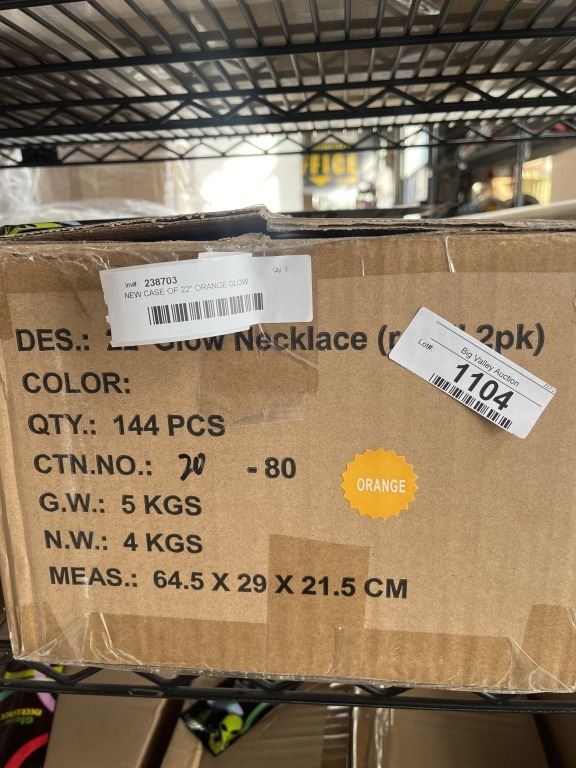 Inv# 238703
Qty: 1
NEW CASE OF 22" ORANGE GLOW
DES.: Glow Necklace 2pk)
Big Valley Auction
Lot#
1104
COLOR:
QTY.: 144 PCS
CTN.NO.: 20 - 80
ORANGE
G.W.: 5 KGS
N.W.: 4 KGS
MEAS.: 64.5 X 29 X 21.5 CM